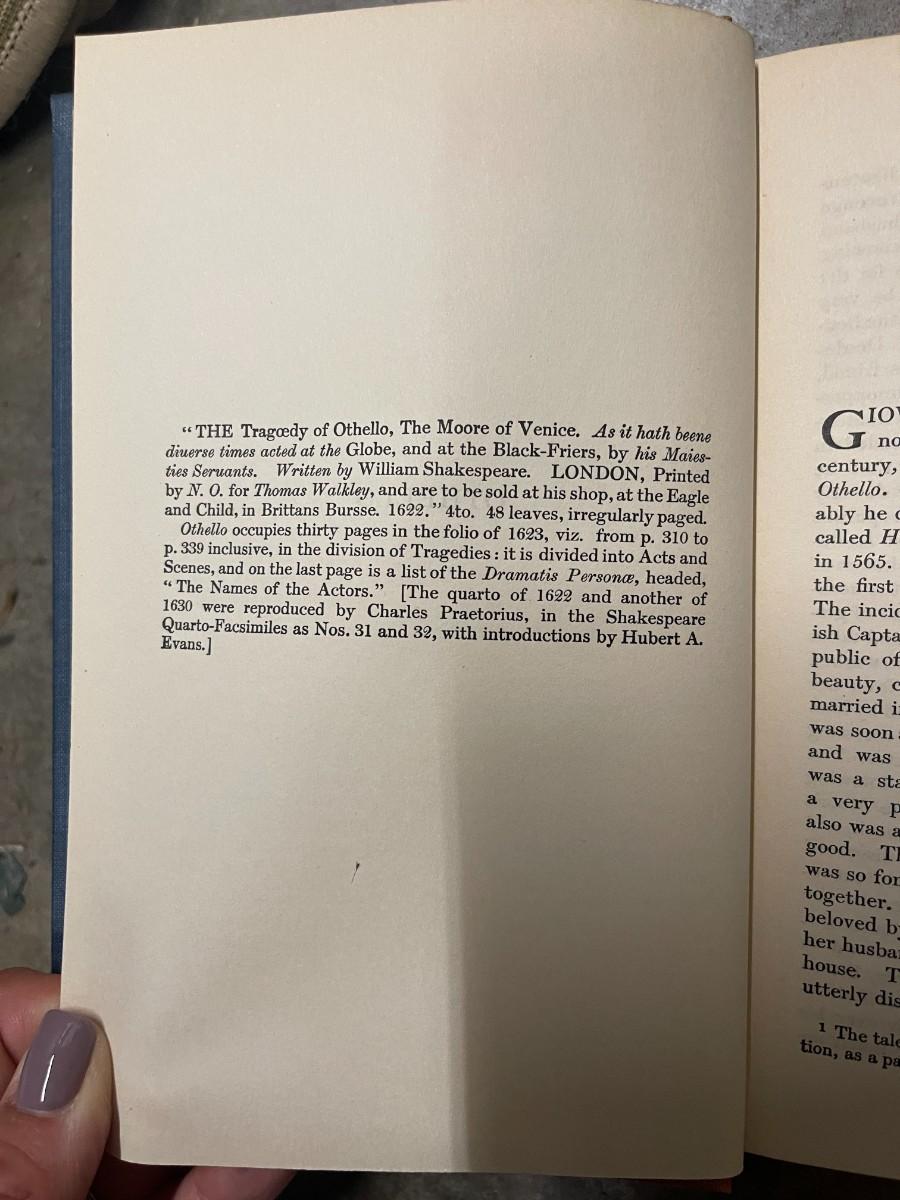 “THE Tragœdy of Othello, The Moore of Venice. As it hath beene
diuerse times acted at the Globe, and at the Black-Friers, by his Maies-
ties Seruants. Written by William Shakespeare. LONDON, Printed
by N. O. for Thomas Walkley, and are to be sold at his shop, at the Eagle
and Child, in Brittans Bursse. 1622.” 4to. 48 leaves, irregularly paged.
Othello occupies thirty pages in the folio of 1623, viz. from p. 310 to
p. 339 inclusive, in the division of Tragedies: it is divided into Acts and
Scenes, and on the last page is a list of the Dramatis Personæ, headed,
“The Names of the Actors.” [The quarto of 1622 and another of
1630 were reproduced by Charles Praetorius, in the Shakespeare
Quarto-Facsimiles as Nos. 31 and 32, with introductions by Hubert A.
Evans.]
GIOV
no
century,
Othello.
ably he
called H
in 1565.
the first
The incid
ish Capta
public of
beauty,
married i
was soon
and was
was a sta
a very p
also was a
good. Th
was so for
together.
beloved by
her husba
house. T
utterly dis
1 The tale
tion, as a pa